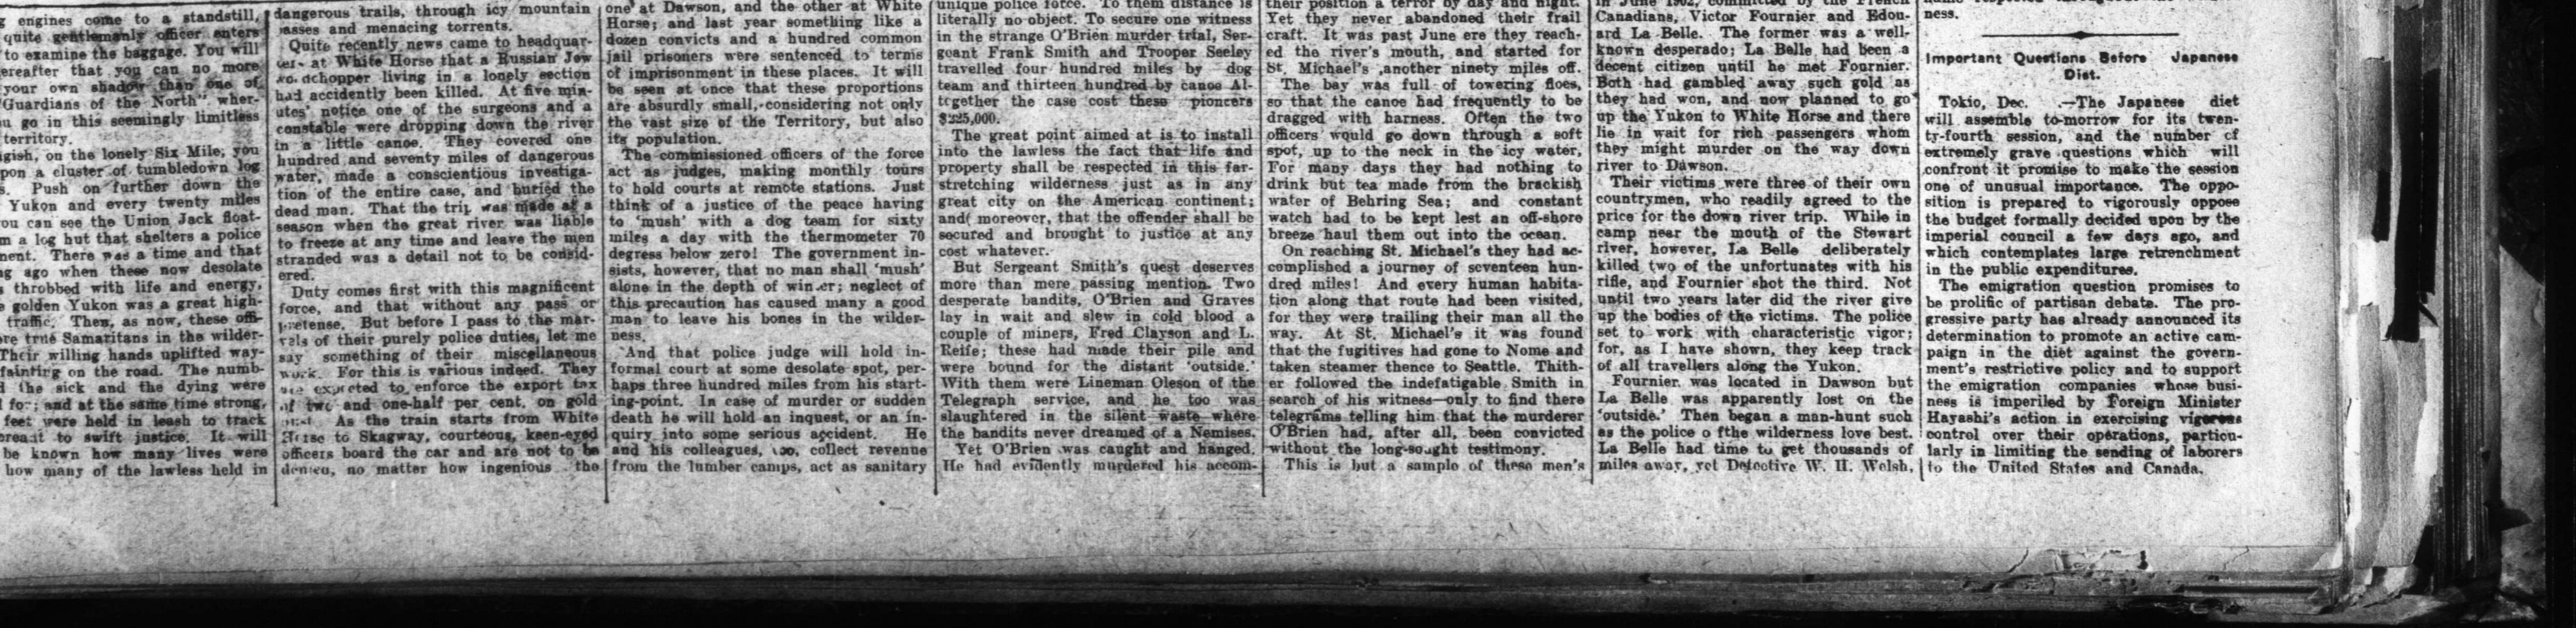 engines come to a standstill,
quite gentlemanly officer enters
to examine the baggage. You will
ereafter that you can no more
your own shadow than one of
"Guardians of the North" wher-
u go in this seemingly limitless
territory.
gish, on the lonely Six Mile; you
pon a cluster of tumbledown log
s. Push on further down the
Yukon and every twenty miles
ou can see the Union Jack float-
m a log hut that shelters a police
ment. There was a time and that
ng ago when these now desolate
throbbed with life and energy,
golden Yukon was a great high-
traffic. Then, as now, these offi-
ere true Samaritans in the wilder-
Their willing hands uplifted way-
fainting on the road. The numb-
the sick and the dying were
for; and at the same time strong,
feet were held in leash to track
to swift justice. It will
be known how many lives were
how many of the lawless held in
dangerous trails, through icy mountain
passes and menacing torrents.
Quite recently news came to headquar-
at White Horse that a Russian Jew
living in a lonely section
had accidently been killed. At five min-
utes' notice one of the surgeons and a
constable were dropping down the river
in a little canoe. They covered one
hundred and seventy miles of dangerous
water, made a conscientious investiga-
tion of the entire case, and buried the
dead man. That the trip was made at a
season when the great river was liable
to freeze at any time and leave the men
stranded was a detail not to be consid-
ered.
Duty comes first with this magnificent
force, and that without any pass or
pretense. But before I pass to the mar-
vels of their purely police duties, let me
say something of their miscellaneous
work. For this is various indeed. They
are expected to enforce the export tax
of two and one-half per cent, on gold
dust. As the train starts from White
Horse to Skagway, courteous, keen-eyed
officers board the car and are not to be
denied, no matter how ingenious the
one at Dawson, and the other at White
Horse; and last year something like a
dozen convicts and a hundred common
jail prisoners were sentenced to terms
of imprisonment in these places. It will
be seen at once that these proportions
are absurdly small, considering not only
the vast size of the Territory, but also
its population.
The commissioned officers of the force
act as judges, making monthly tours
to hold courts at remote stations. Just
think of a justice of the peace having
to 'mush' with a dog team for sixty
miles a day with the thermometer 70
degress below zero! The government in-
sists, however, that no man shall 'mush'
alone in the depth of winter; neglect of
this precaution has caused many a good
man to leave his bones in the wilder-
ness.
And that police judge will hold in-
formal court at some desolate spot, per-
haps three hundred miles from his start-
ing-point. In case of murder or sudden
death he will hold an inquest, or an in-
quiry into some serious accident. He
and his colleagues, too, collect revenue
from the lumber camps, act as sanitary
unique police force. To them distance is
literally no object. To secure one witness
in the strange O'Brien murder trial, Ser-
geant Frank Smith and Trooper Seeley
travelled four hundred miles by dog
team and thirteen hundred by canoe Al-
together the case cost these pioneers
$225,000.
The great point aimed at is to install
into the lawless the fact that life and
property shall be respected in this far-
stretching wilderness just as in any
great city on the American continent;
and( moreover, that the offender shall be
secured and brought to justice at any
cost whatever.
But Sergeant Smith's quest deserves
more than mere passing mention. Two
desperate bandits, O'Brien and Graves
lay in wait and slew in cold blood a
couple of miners, Fred Clayson and L.
Reife; these had made their pile and
were bound for the distant 'outside.'
With them were Lineman Oleson of the
Telegraph service, and he too was
slaughtered in the silent waste where
the bandits never dreamed of a Nemises.
Yet O'Brien was caught and hanged.
He had evidently murdered his accom-
their position a terror by day and night.
Yet they never abandoned their frail
craft. It was past June ere they reach-
ed the river's mouth, and started for
St. Michael's ,another ninety miles off.
The bay was full of towering floes,
so that the canoe had frequently to be
dragged with harness. Often the two
officers would go down through a soft
spot, up to the neck in the icy water,
For many days they had nothing to
drink but tea made from the brackish
water of Behring Sea; and constant
watch had to be kept lest an off-shore
breeze haul them out into the ocean.
On reaching St. Michael's they had ac-
complished a journey of seventeen hun-
dred miles! And every human habita-
tion along that route had been visited,
for they were trailing their man all the
way. At St. Michael's it was found
that the fugitives had gone to Nome and
taken steamer thence to Seattle. Thith-
er followed the indefatigable Smith in
search of his witness—only to find there
telegrams telling him that the murderer
O'Brien had, after all, been convicted
without the long-sought testimony.
This is but a sample of these men's
in June 1902, committed by the French
Canadians, Victor Fournier and Edou-
ard La Belle. The former was a well-
known desperado; La Belle had been a
decent citizen until he met Fournier.
Both had gambled away such gold as
they had won, and now planned to go
up the Yukon to White Horse and there
lie in wait for rich passengers whom
they might murder on the way down
river to Dawson.
Their victims were three of their own
countrymen, who readily agreed to the
price for the down river trip. While in
camp near the mouth of the Stewart
river, however, La Belle deliberately
killed two of the unfortunates with his
rifle, and Fournier shot the third. Not
until two years later did the river give
up the bodies of the victims. The police
set to work with characteristic vigor;
for, as I have shown, they keep track
of all travellers along the Yukon.
Fournier was located in Dawson but
La Belle was apparently lost on the
'outside.' Then began a man-hunt such
as the police o fthe wilderness love best.
La Belle had time to get thousands of
miles away, yet Detective W. H. Welsh,
ness.
Important Questions Before Japanese
Diet.
Tokio, Dec. .—The Japanese diet
will assemble to-morrow for its twen-
ty-fourth session, and the number of
extremely grave questions which will
confront it promise to make the session
one of unusual importance. The oppo-
sition is prepared to vigorously oppose
the budget formally decided upon by the
imperial council a few days ago, and
which contemplates large retrenchment
in the public expenditures.
The emigration question promises to
be prolific of partisan debate. The pro-
gressive party has already announced its
determination to promote an active cam-
paign in the diet against the govern-
ment's restrictive policy and to support
the emigration companies whose busi-
ness is imperiled by Foreign Minister
Hayashi's action in exercising vigorous
control over their operations, particu-
larly in limiting the sending of laborers
to the United States and Canada.